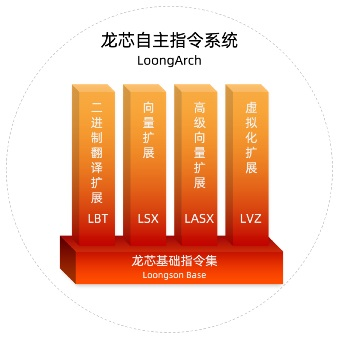 龙芯自主指令系统
LoongArch
二进制翻译扩展
LBT
向量扩展
LSX
高级向量扩展
LASX
虚拟化扩展
LVZ
龙芯基础指令集
Loongson Base